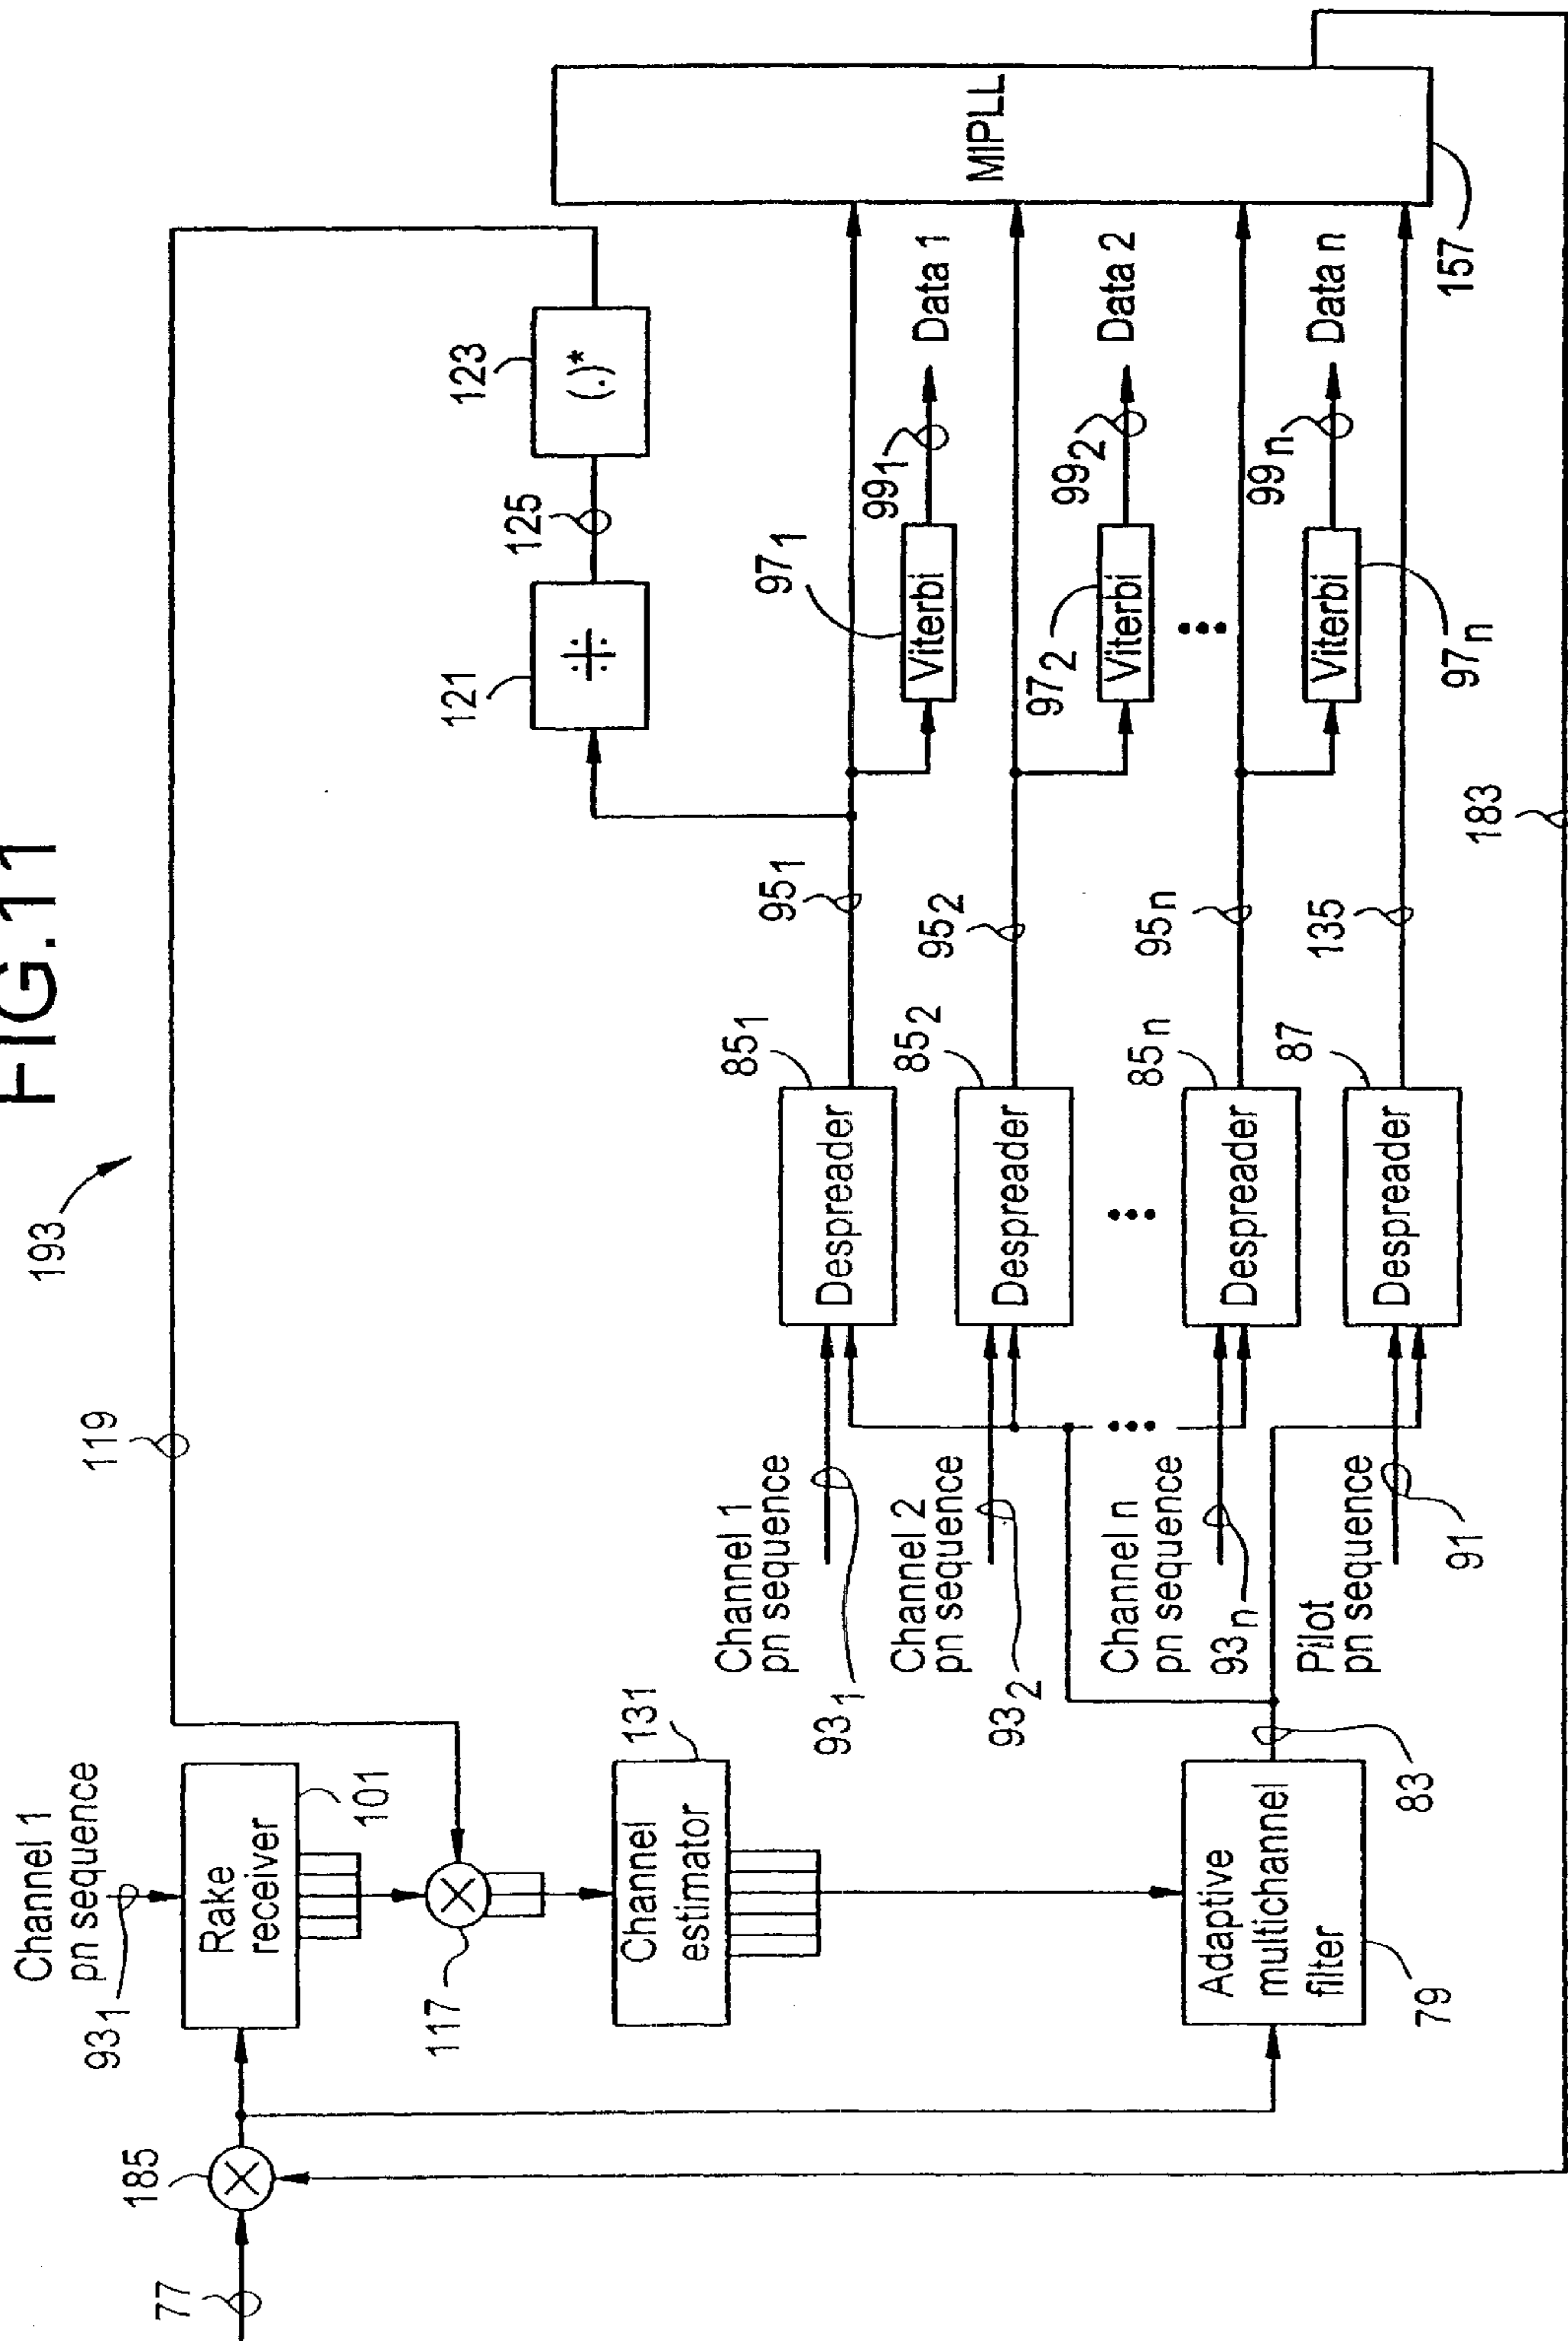 FIG.11
193
119
123
(.)*
125
121
MIPLL
157
Channel 1
pn sequence
93₁
Rake
receiver
101
117
185
77
Channel
estimator
131
Adaptive
multichannel
filter
79
83
Channel 1
pn sequence
93₁
Channel 2
pn sequence
93₂
Channel n
pn sequence
93n
Pilot
pn sequence
91
Despreader
85₁
Despreader
85₂
Despreader
85n
Despreader
87
95₁
95₂
95n
135
Viterbi
97₁
99₁
Data 1
Viterbi
97₂
99₂
Data 2
Viterbi
97n
99n
Data n
183